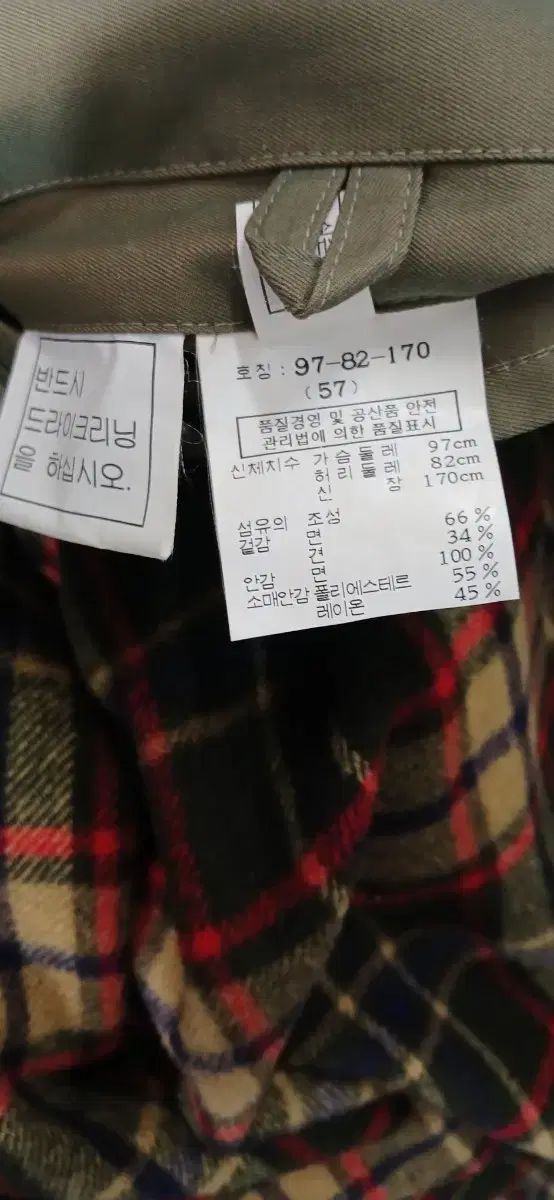 반드시
드라이크리닝
을 하십시오.
호칭 : 97-82-170
(57)
품질경영 및 공산품 안전
관리법에 의한 품질표시
신체치수 가슴둘레 97cm
허리둘레 82cm
신장 170cm
섬유의 조성
겉감 면 66%
견 34%
안감 면 100%
소매안감 폴리에스테르 55%
레이온 45%